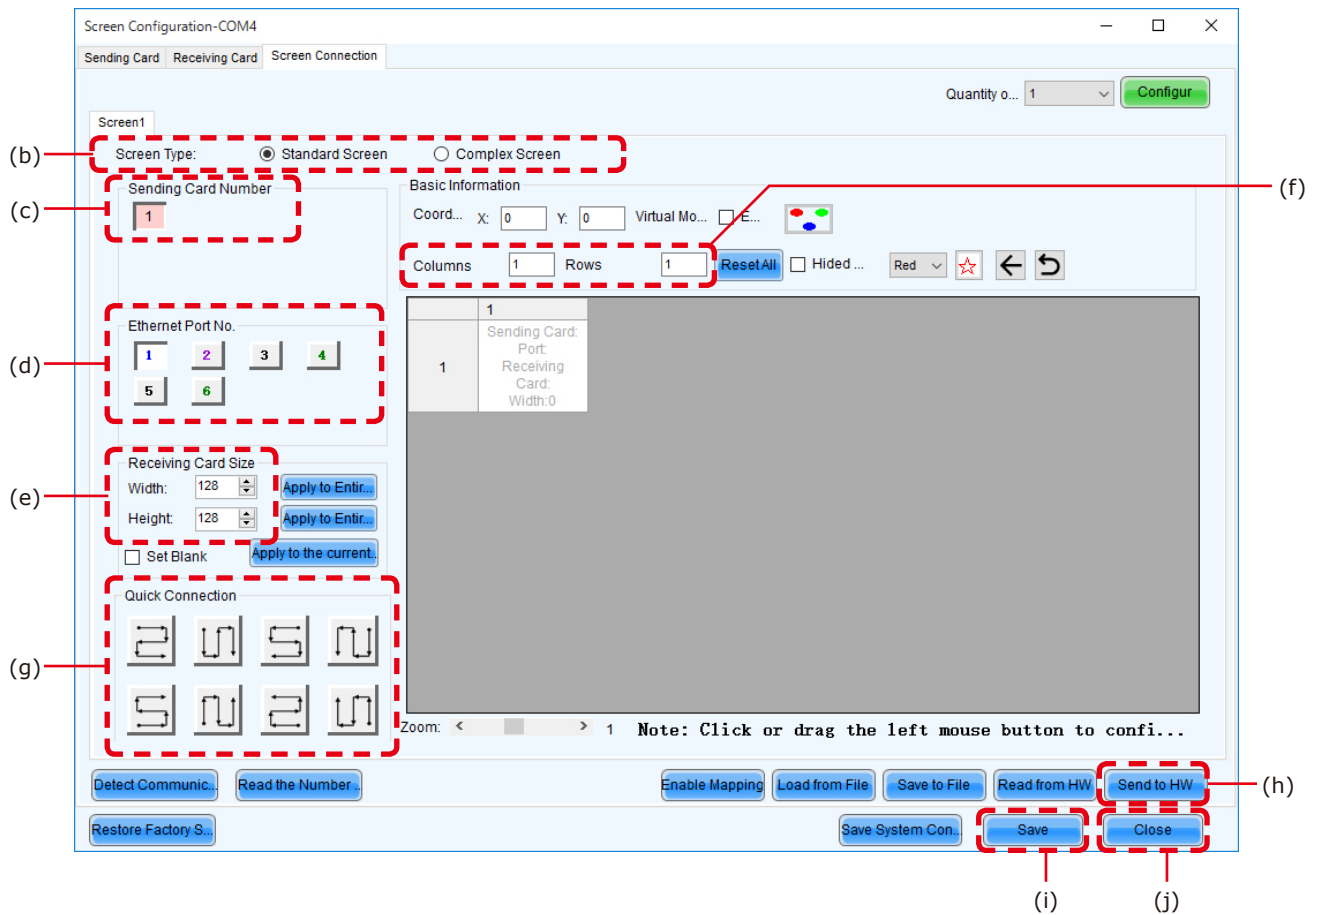 Screen Configuration-COM4
Sending Card Receiving Card Screen Connection
Quantity o... 1 Configur
Screen1
(b) Screen Type: Standard Screen Complex Screen
(c) Sending Card Number
1
Basic Information
(f)
Coord... X: 0 Y: 0 Virtual Mo... E...
Columns 1 Rows 1 Reset All Hided ... Red
1
1
Sending Card:
Port:
Receiving
Card:
Width:0
(d) Ethernet Port No.
1 2 3 4
5 6
(e) Receiving Card Size
Width: 128 Apply to Entir...
Height: 128 Apply to Entir...
Set Blank Apply to the current.
(g) Quick Connection
Zoom: < > 1 Note: Click or drag the left mouse button to confi...
Detect Communic... Read the Number .. Enable Mapping Load from File Save to File Read from HW Send to HW (h)
Restore Factory S... Save System Con... Save Close
(i) (j)